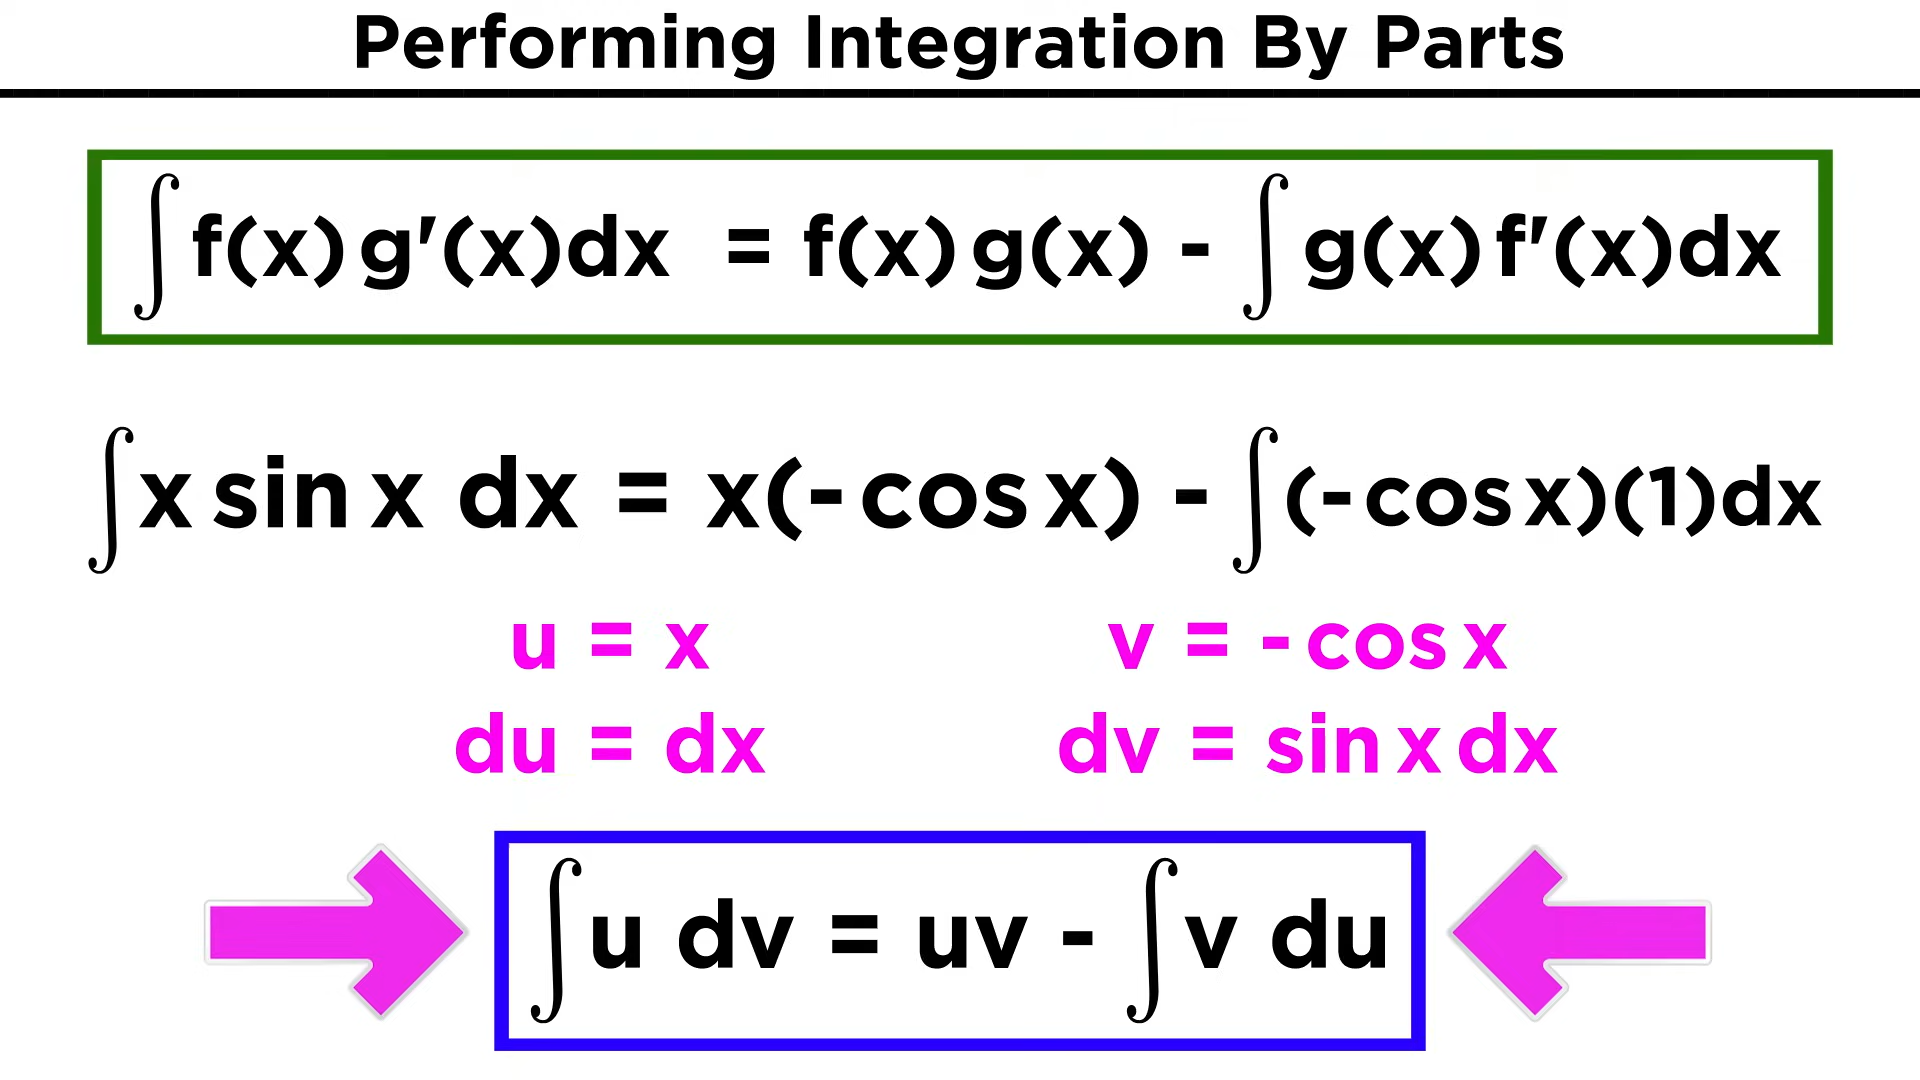 Performing Integration By Parts
∫f(x)g'(x)dx = f(x)g(x) - ∫g(x)f'(x)dx
∫x sin x dx = x(-cos x) - ∫(-cos x)(1)dx
u = x v = -cos x
du = dx dv = sin x dx
∫u dv = uv - ∫v du